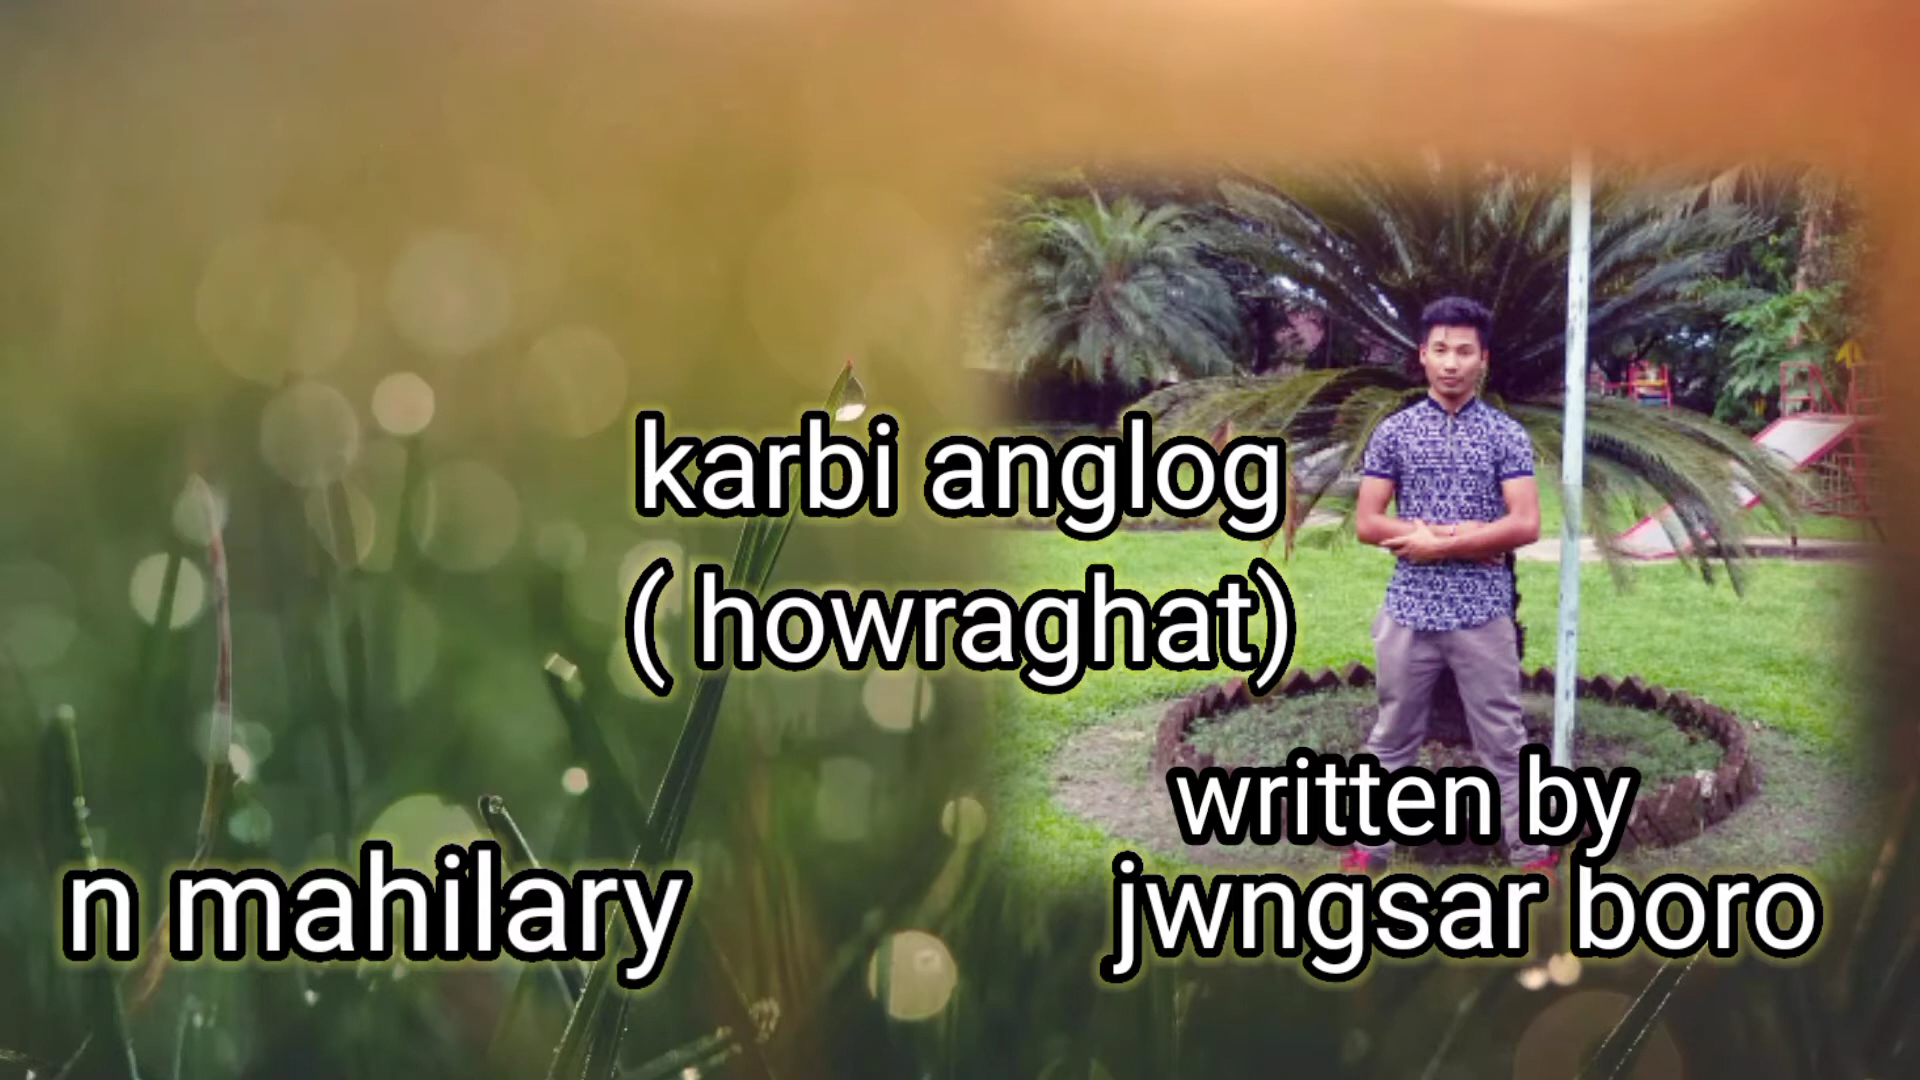 karbi anglog
( howraghat)
written by
n mahilary
jwngsar boro